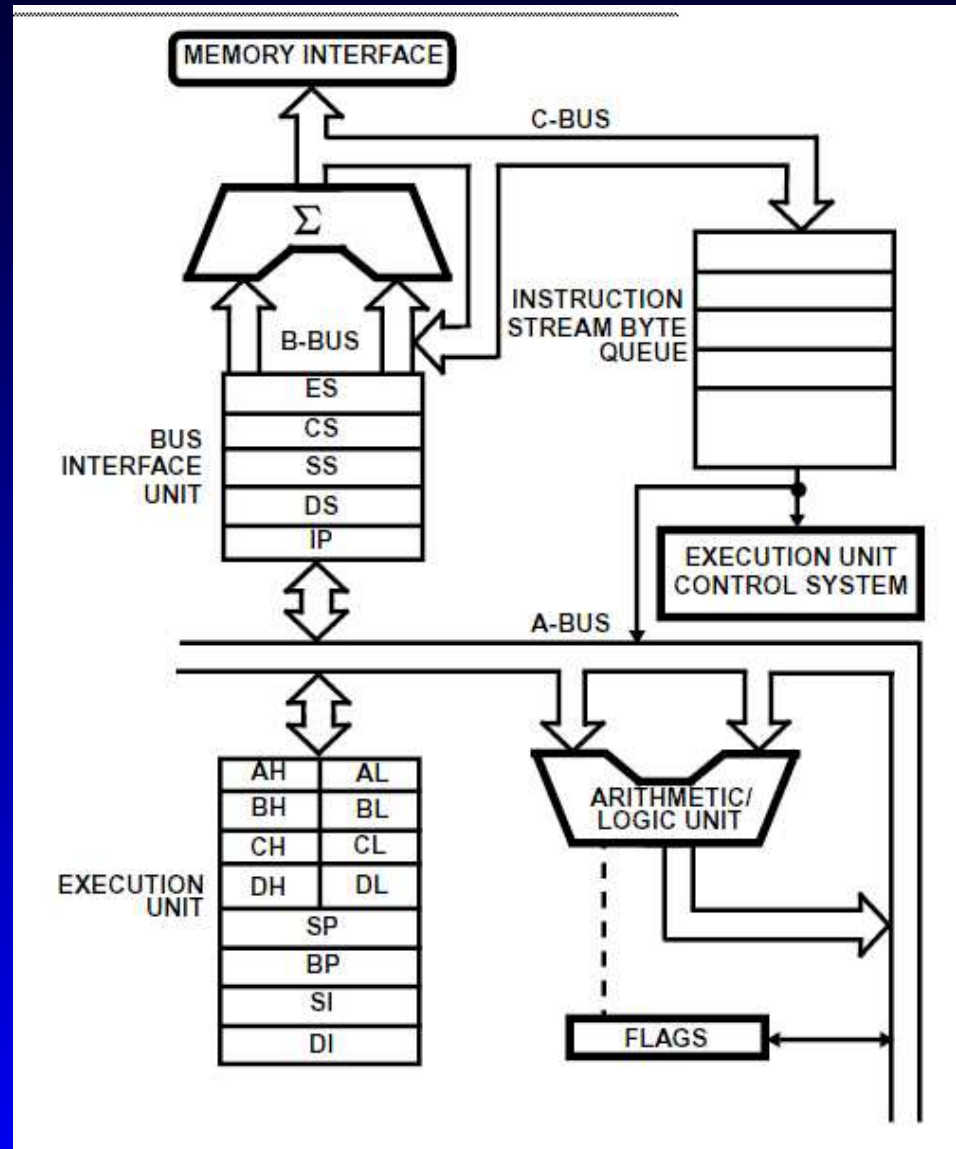 MEMORY INTERFACE
C-BUS
Σ
INSTRUCTION
STREAM BYTE
QUEUE
B-BUS
ES
CS
SS
DS
IP
BUS
INTERFACE
UNIT
EXECUTION UNIT
CONTROL SYSTEM
A-BUS
AH AL
BH BL
CH CL
DH DL
SP
BP
SI
DI
EXECUTION
UNIT
ARITHMETIC/
LOGIC UNIT
FLAGS